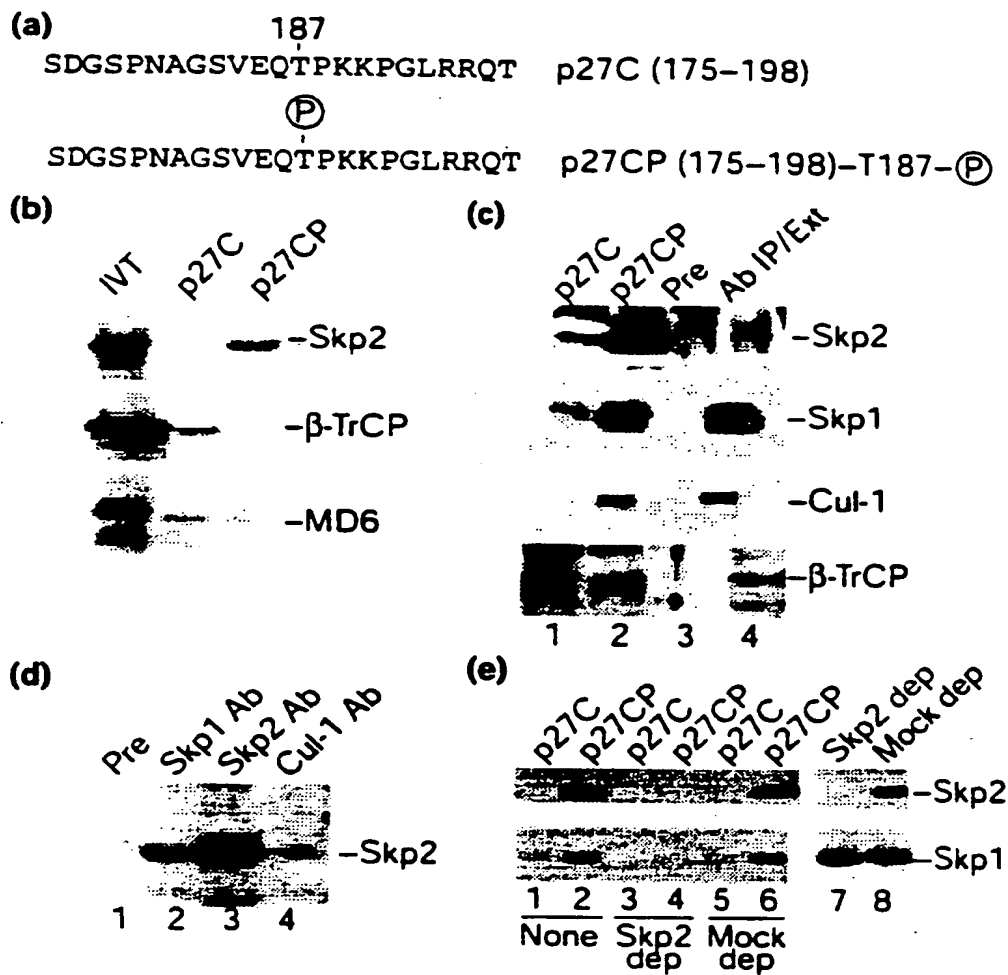 (a)
187
SDGSPNAGSVEQTPKKPGLRRQT p27C (175–198)
P
SDGSPNAGSVEQTPKKPGLRRQT p27CP (175–198)–T187–P
(b)
IVT p27C p27CP
–Skp2
–β-TrCP
–MD6
(c)
p27C p27CP Pre Ab IP/Ext
–Skp2
–Skp1
–Cul-1
–β-TrCP
1 2 3 4
(d)
Pre Skp1 Ab Skp2 Ab Cul-1 Ab
–Skp2
1 2 3 4
(e)
p27C p27CP p27C p27CP p27C p27CP Skp2 dep Mock dep
–Skp2
–Skp1
1 2 3 4 5 6 7 8
None Skp2 dep Mock dep